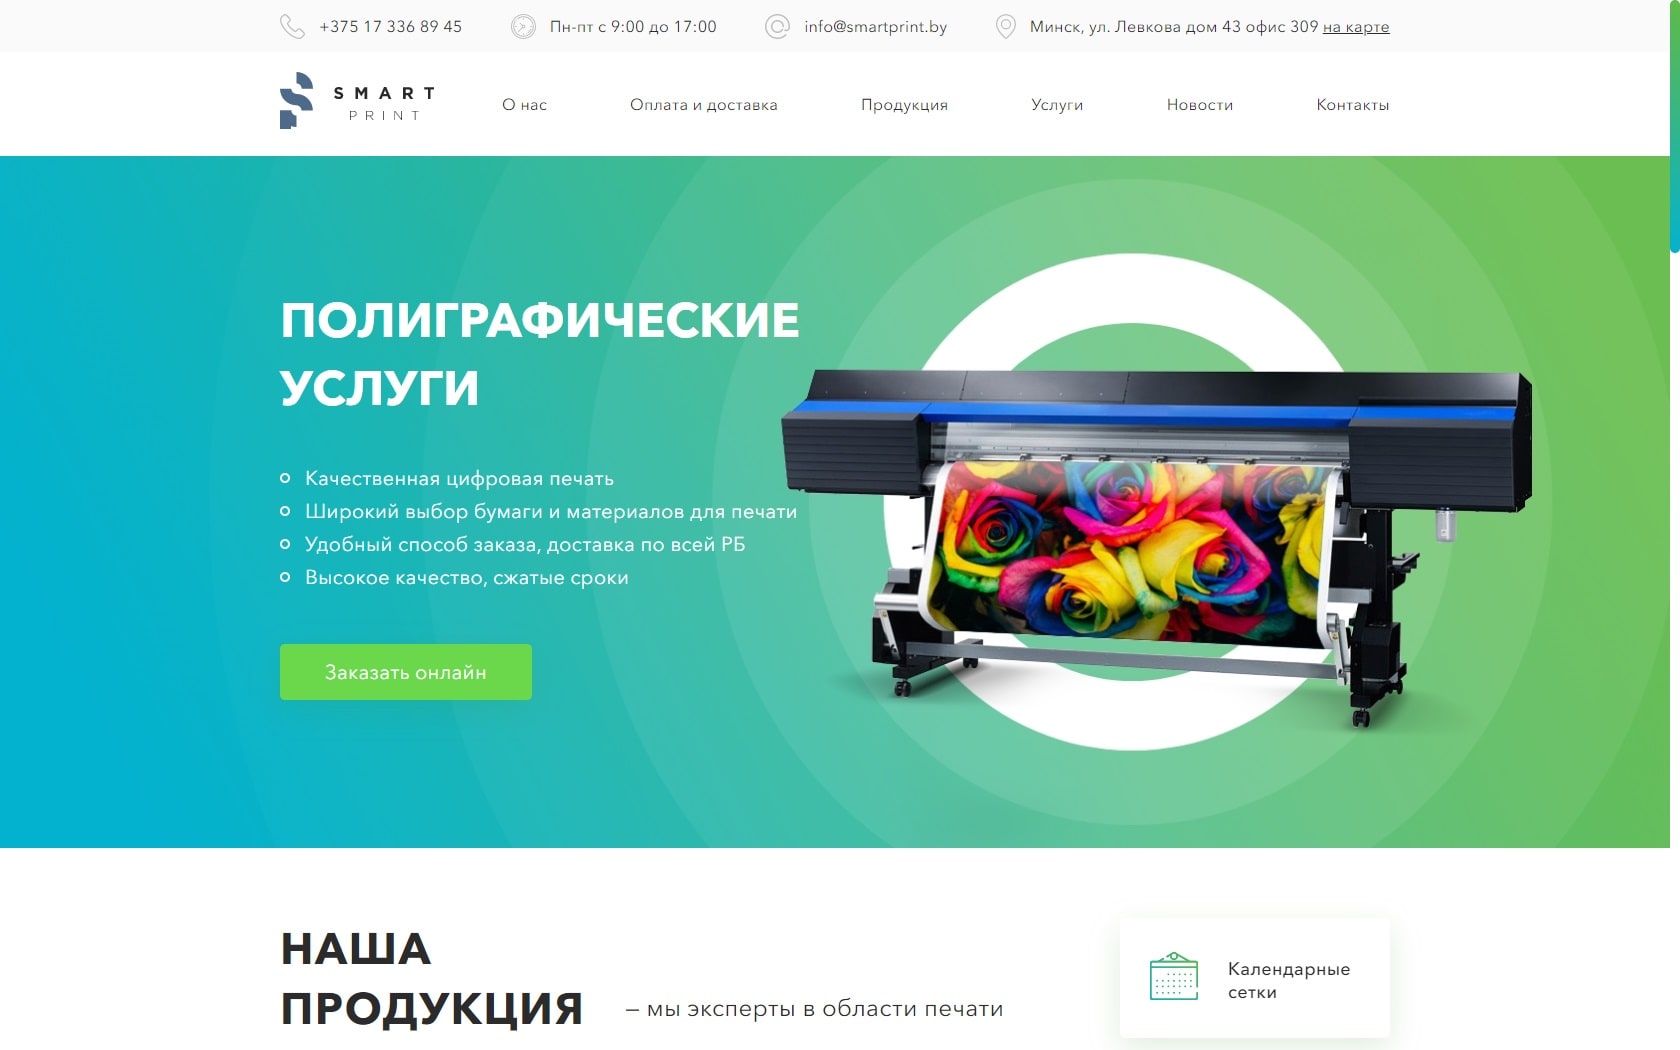 +375 17 336 89 45
Пн-пт с 9:00 до 17:00
info@smartprint.by
Минск, ул. Левкова дом 43 офис 309 на карте
SMART
PRINT
О нас
Оплата и доставка
Продукция
Услуги
Новости
Контакты
ПОЛИГРАФИЧЕСКИЕ
УСЛУГИ
Качественная цифровая печать
Широкий выбор бумаги и материалов для печати
Удобный способ заказа, доставка по всей РБ
Высокое качество, сжатые сроки
Заказать онлайн
НАША
ПРОДУКЦИЯ
– мы эксперты в области печати
Календарные
сетки